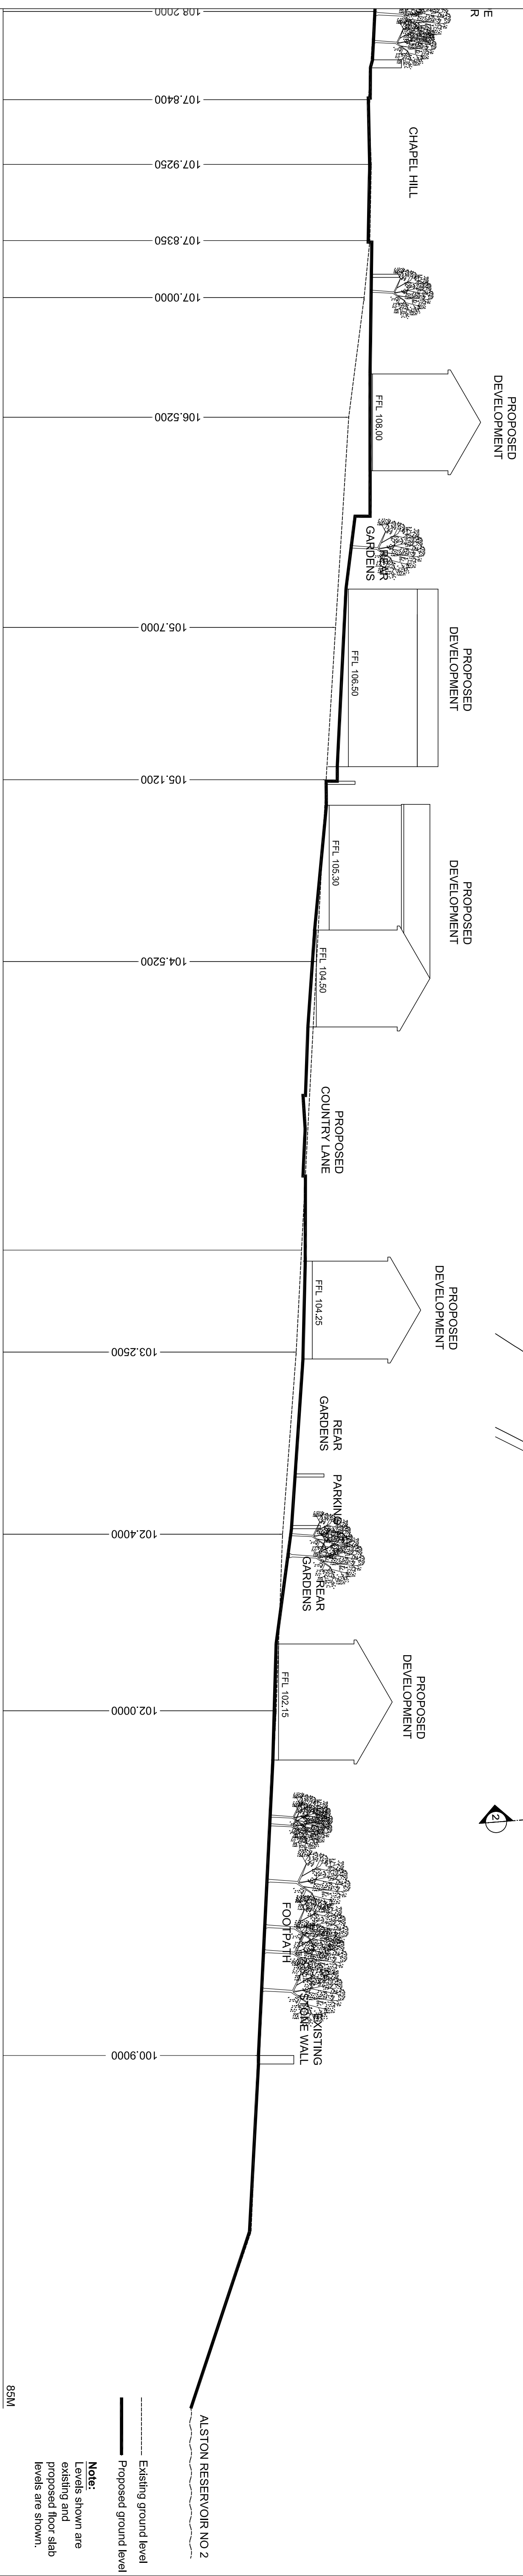 E
R
108.2000
107.8400
CHAPEL HILL
107.9250
107.8350
107.0000
PROPOSED
DEVELOPMENT
FFL 108.00
106.5200
REAR
GARDENS
PROPOSED
DEVELOPMENT
FFL 106.50
105.7000
105.1200
PROPOSED
DEVELOPMENT
FFL 105.30
FFL 104.50
104.5200
PROPOSED
COUNTRY LANE
PROPOSED
DEVELOPMENT
FFL 104.25
103.2500
REAR
GARDENS
PARKING
102.4000
REAR
GARDENS
PROPOSED
DEVELOPMENT
FFL 102.15
102.0000
2
FOOTPATH
EXISTING
STONE WALL
100.9000
ALSTON RESERVOIR NO 2
85M
Existing ground level
Proposed ground level
Note:
Levels shown are
existing and
proposed floor slab
levels are shown.